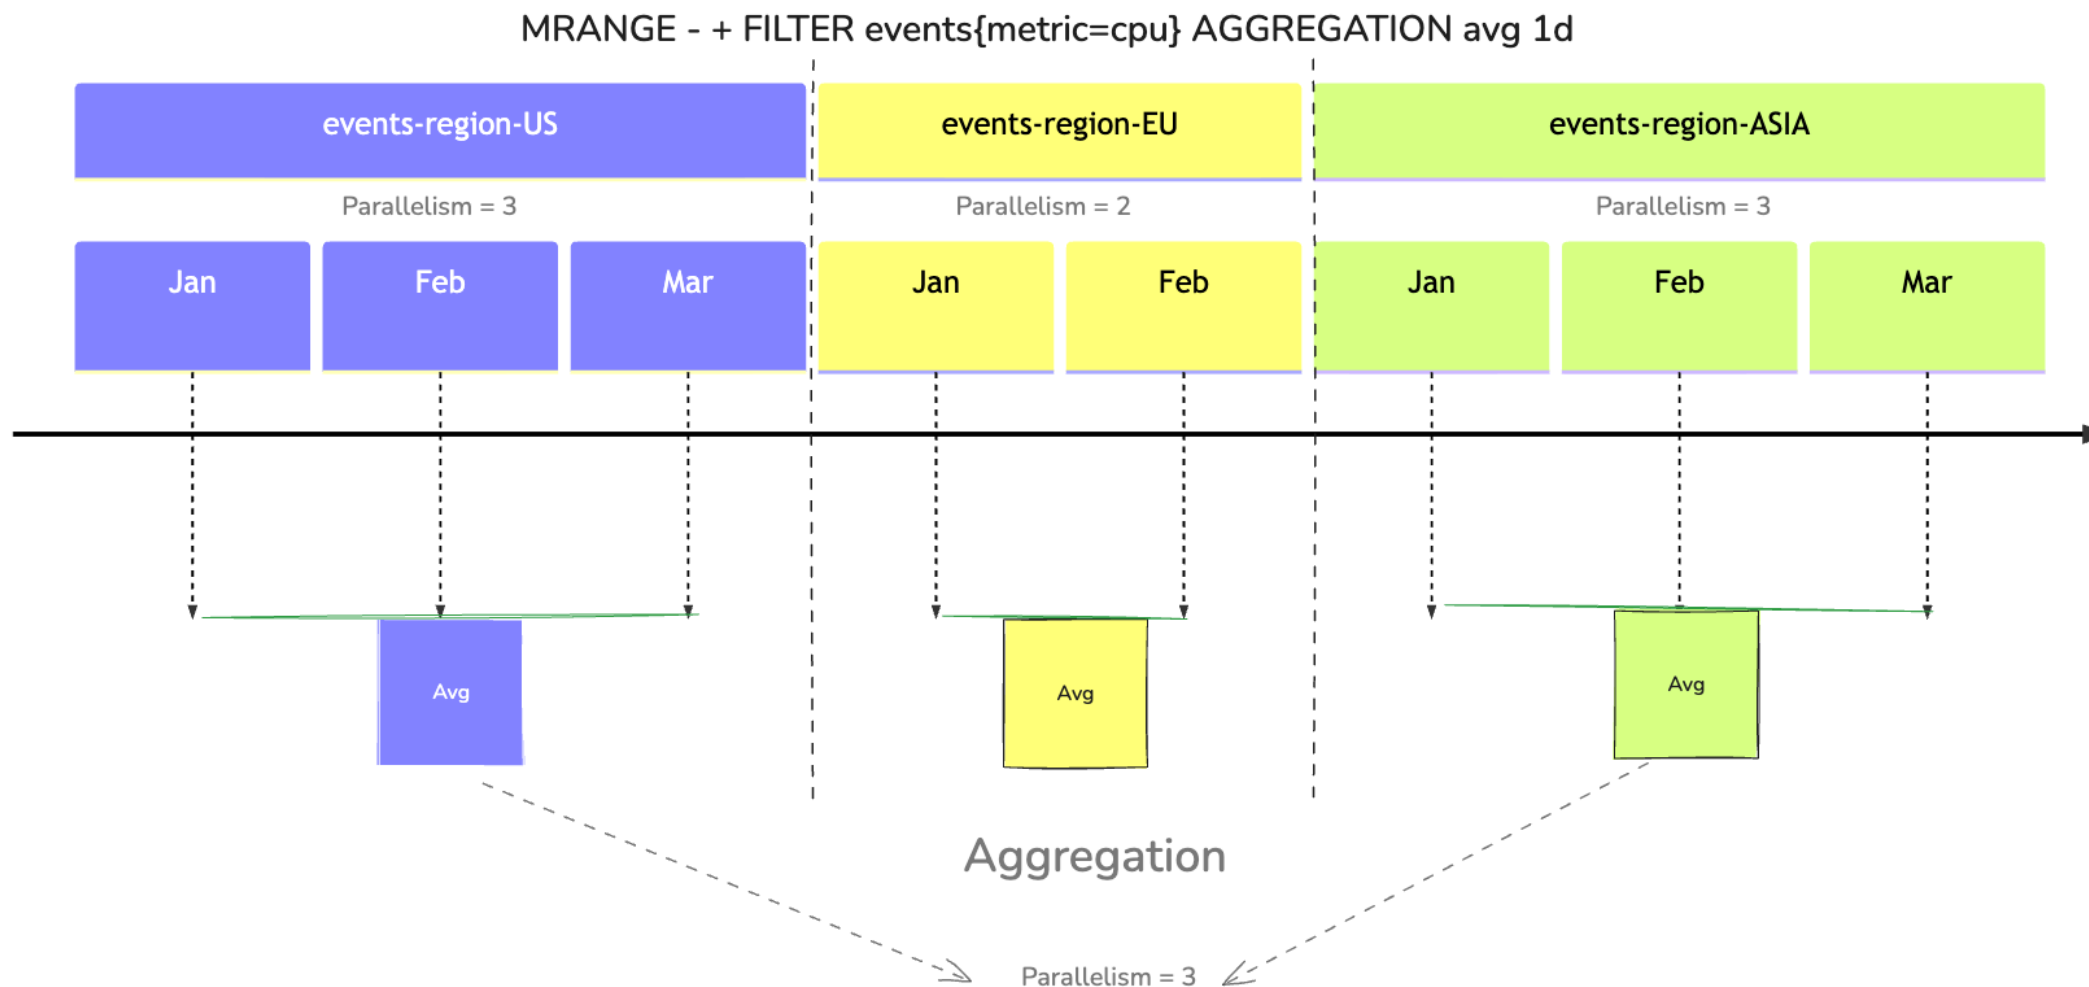 MRANGE - + FILTER events{metric=cpu} AGGREGATION avg 1d
events-region-US
events-region-EU
events-region-ASIA
Parallelism = 3
Parallelism = 2
Parallelism = 3
Jan
Feb
Mar
Jan
Feb
Jan
Feb
Mar
Avg
Avg
Avg
Aggregation
Parallelism = 3